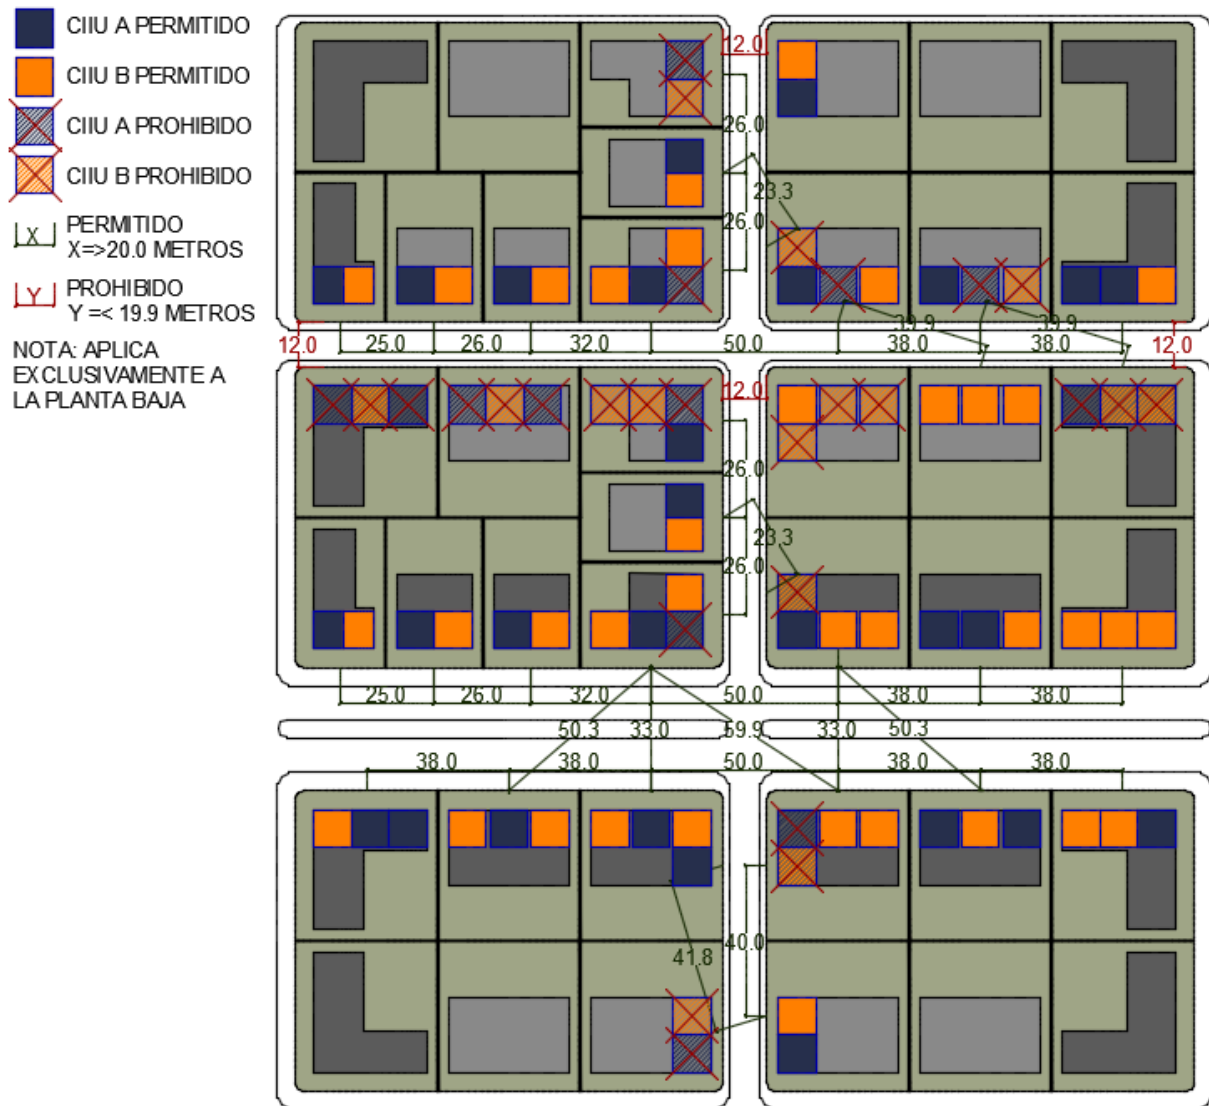 CIIU A PERMITIDO
CIIU B PERMITIDO
CIIU A PROHIBIDO
CIIU B PROHIBIDO
X
PERMITIDO
X=>20.0 METROS
Y
PROHIBIDO
Y =< 19.9 METROS
NOTA: APLICA
EXCLUSIVAMENTE A
LA PLANTA BAJA
12.0
26.0
23.3
26.0
39.9
39.9
12.0
25.0
26.0
32.0
50.0
38.0
38.0
12.0
12.0
26.0
23.3
26.0
25.0
26.0
32.0
50.0
38.0
38.0
50.3
33.0
59.9
33.0
50.3
38.0
38.0
50.0
38.0
38.0
40.0
41.8